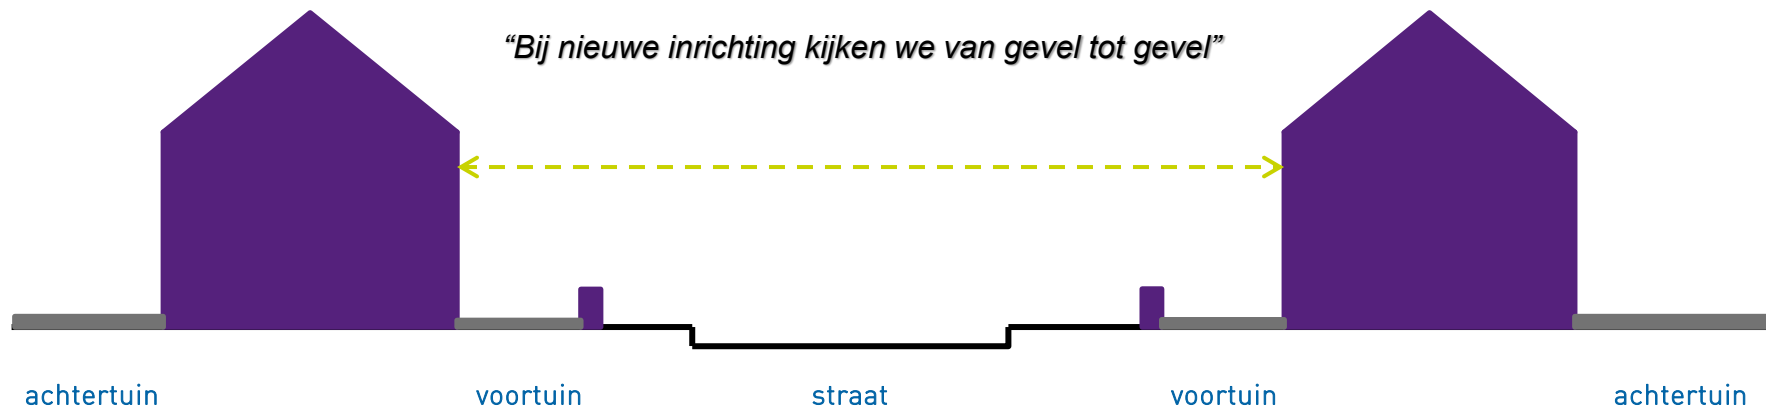 “Bij nieuwe inrichting kijken we van gevel tot gevel”
achtertuin voortuin straat voortuin achtertuin